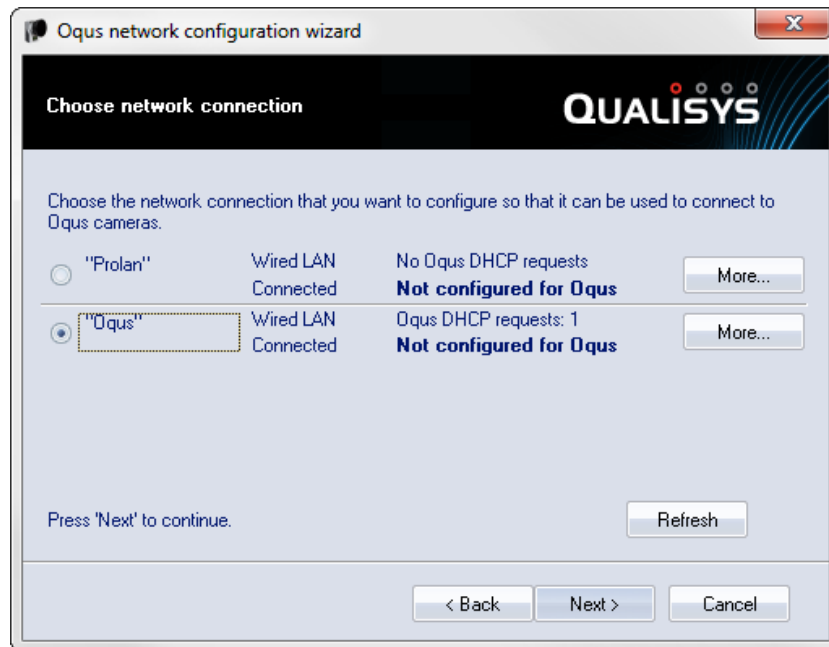 Oqus network configuration wizard
Choose network connection
QUALISYS
Choose the network connection that you want to configure so that it can be used to connect to
Oqus cameras.
"Prolan" Wired LAN No Oqus DHCP requests More...
Connected Not configured for Oqus
"Oqus" Wired LAN Oqus DHCP requests: 1 More...
Connected Not configured for Oqus
Press 'Next' to continue. Refresh
< Back Next > Cancel